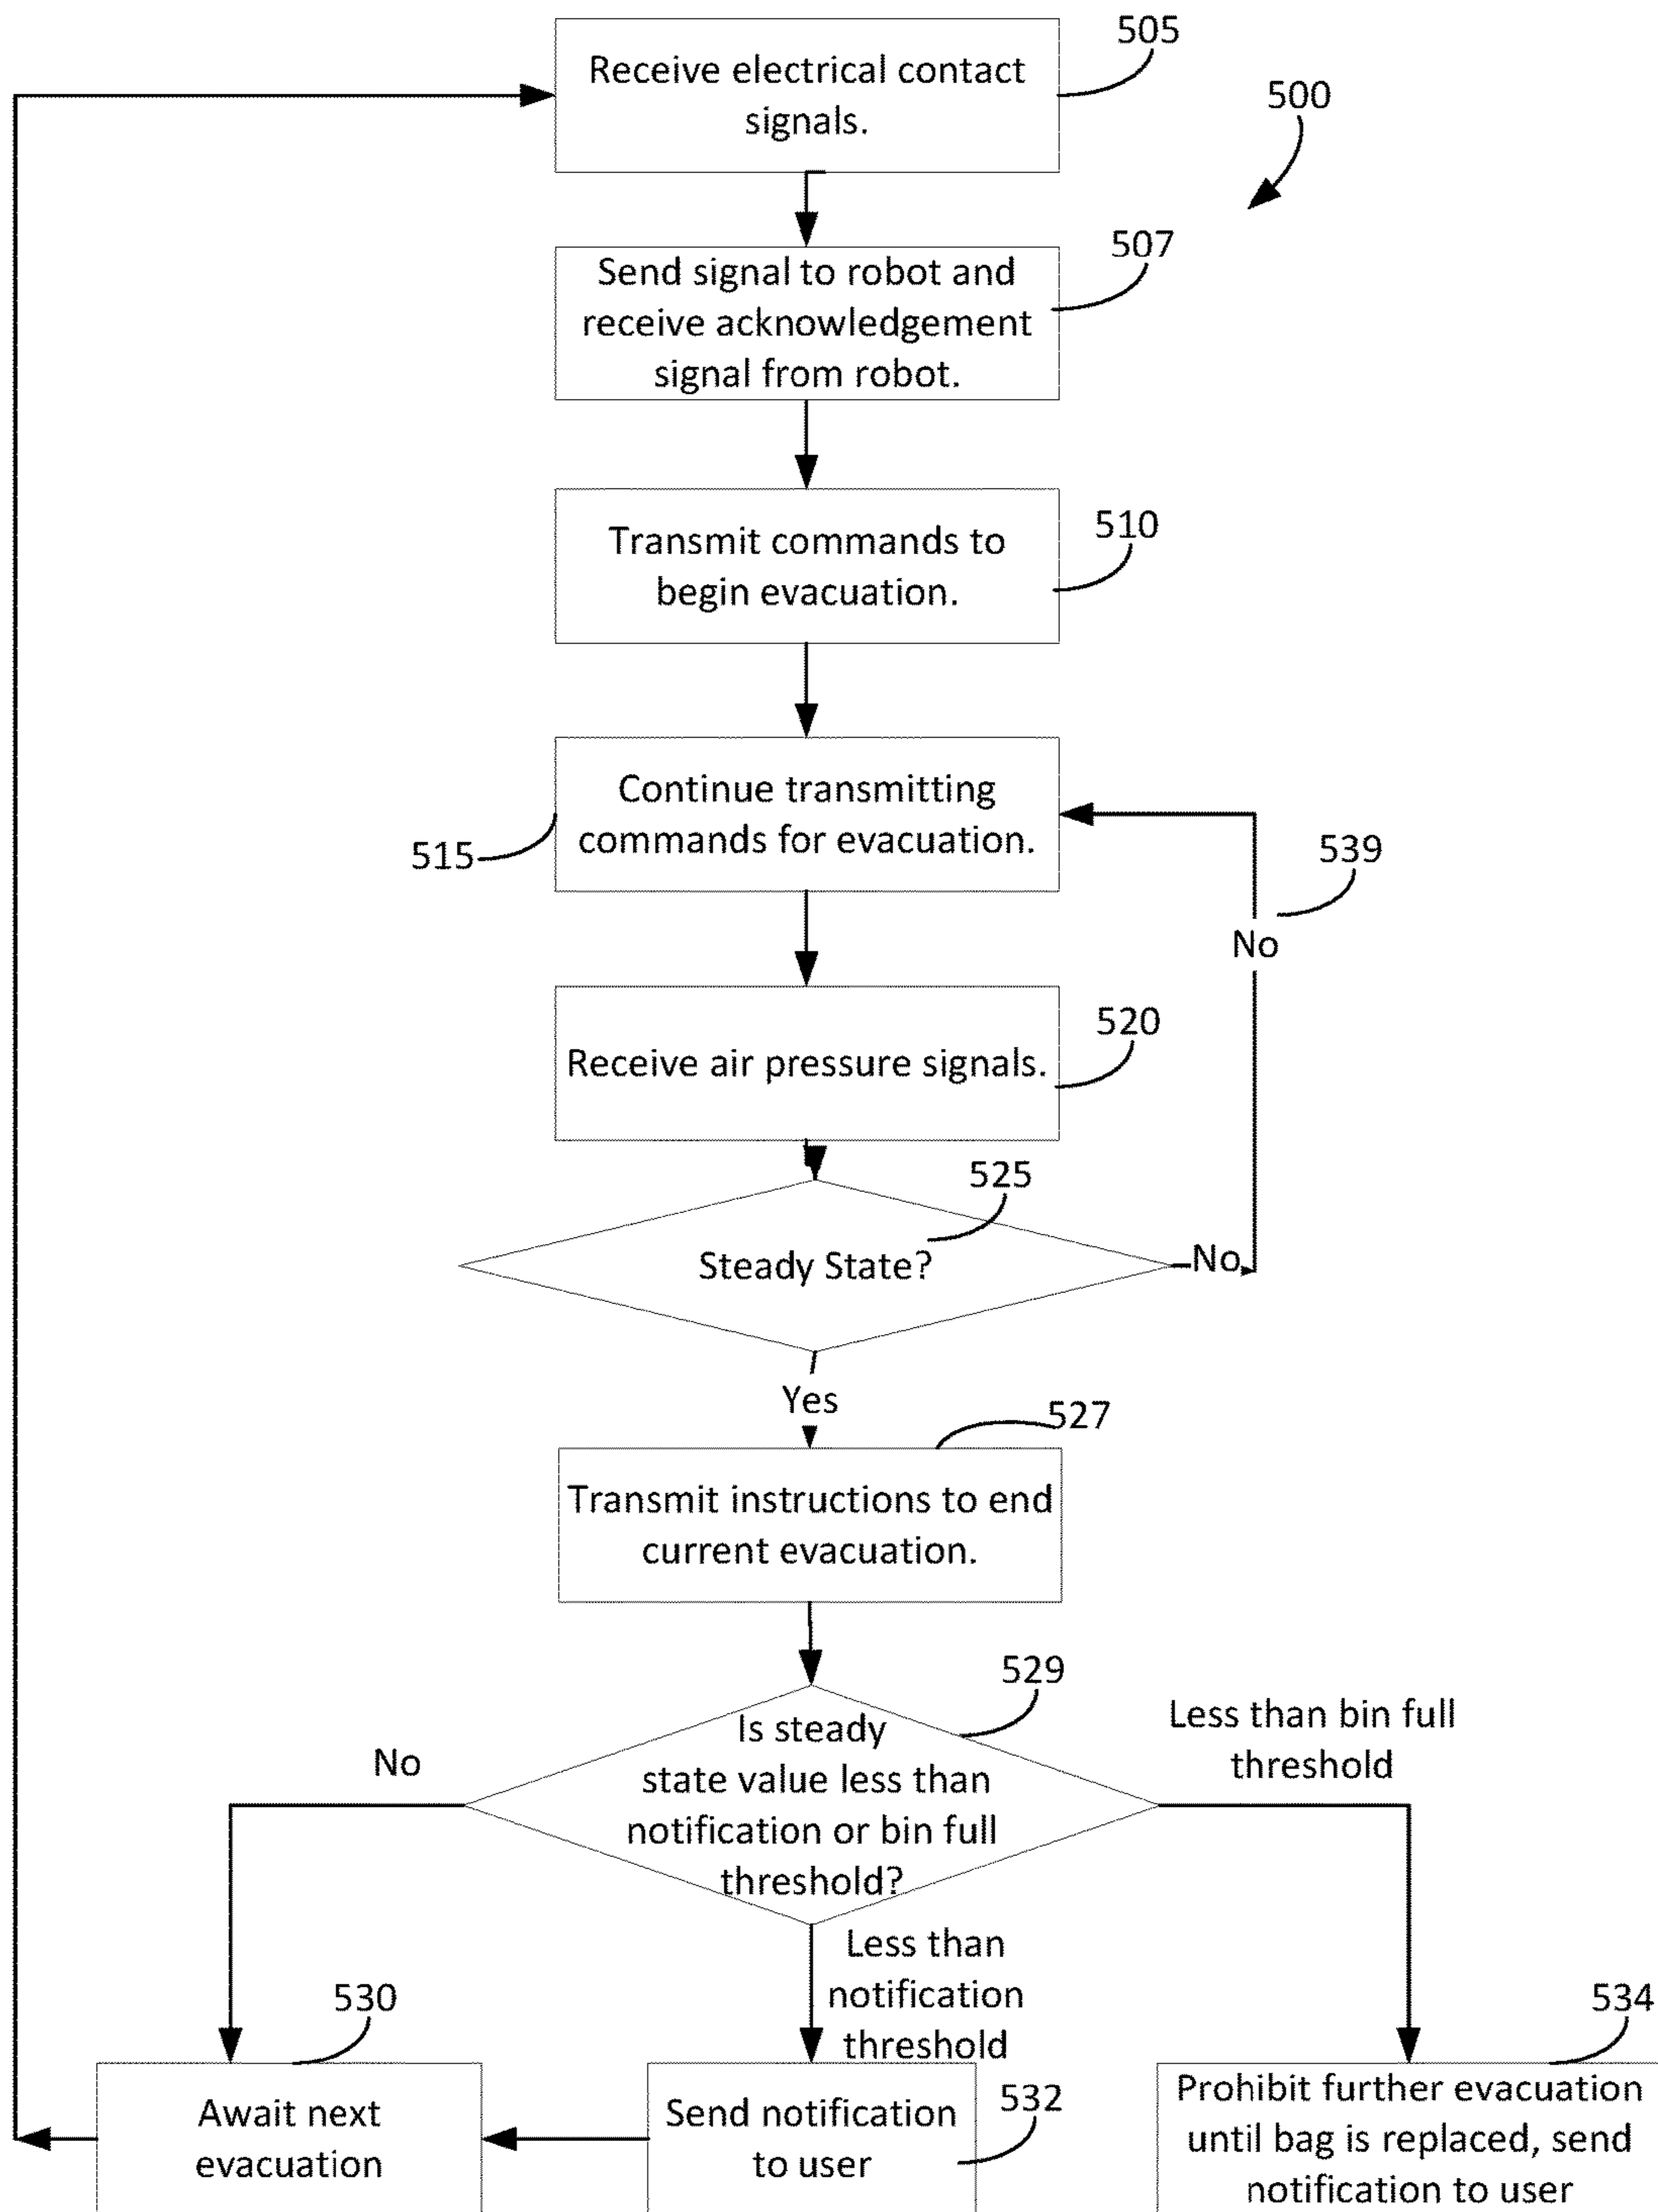 505
Receive electrical contact
signals.
500
507
Send signal to robot and
receive acknowledgement
signal from robot.
510
Transmit commands to
begin evacuation.
Continue transmitting
commands for evacuation.
515
539
No
520
Receive air pressure signals.
525
Steady State?
No
Yes
527
Transmit instructions to end
current evacuation.
529
Is steady
state value less than
notification or bin full
threshold?
No
Less than bin full
threshold
Less than
notification
threshold
530
Await next
evacuation
532
Send notification
to user
534
Prohibit further evacuation
until bag is replaced, send
notification to user